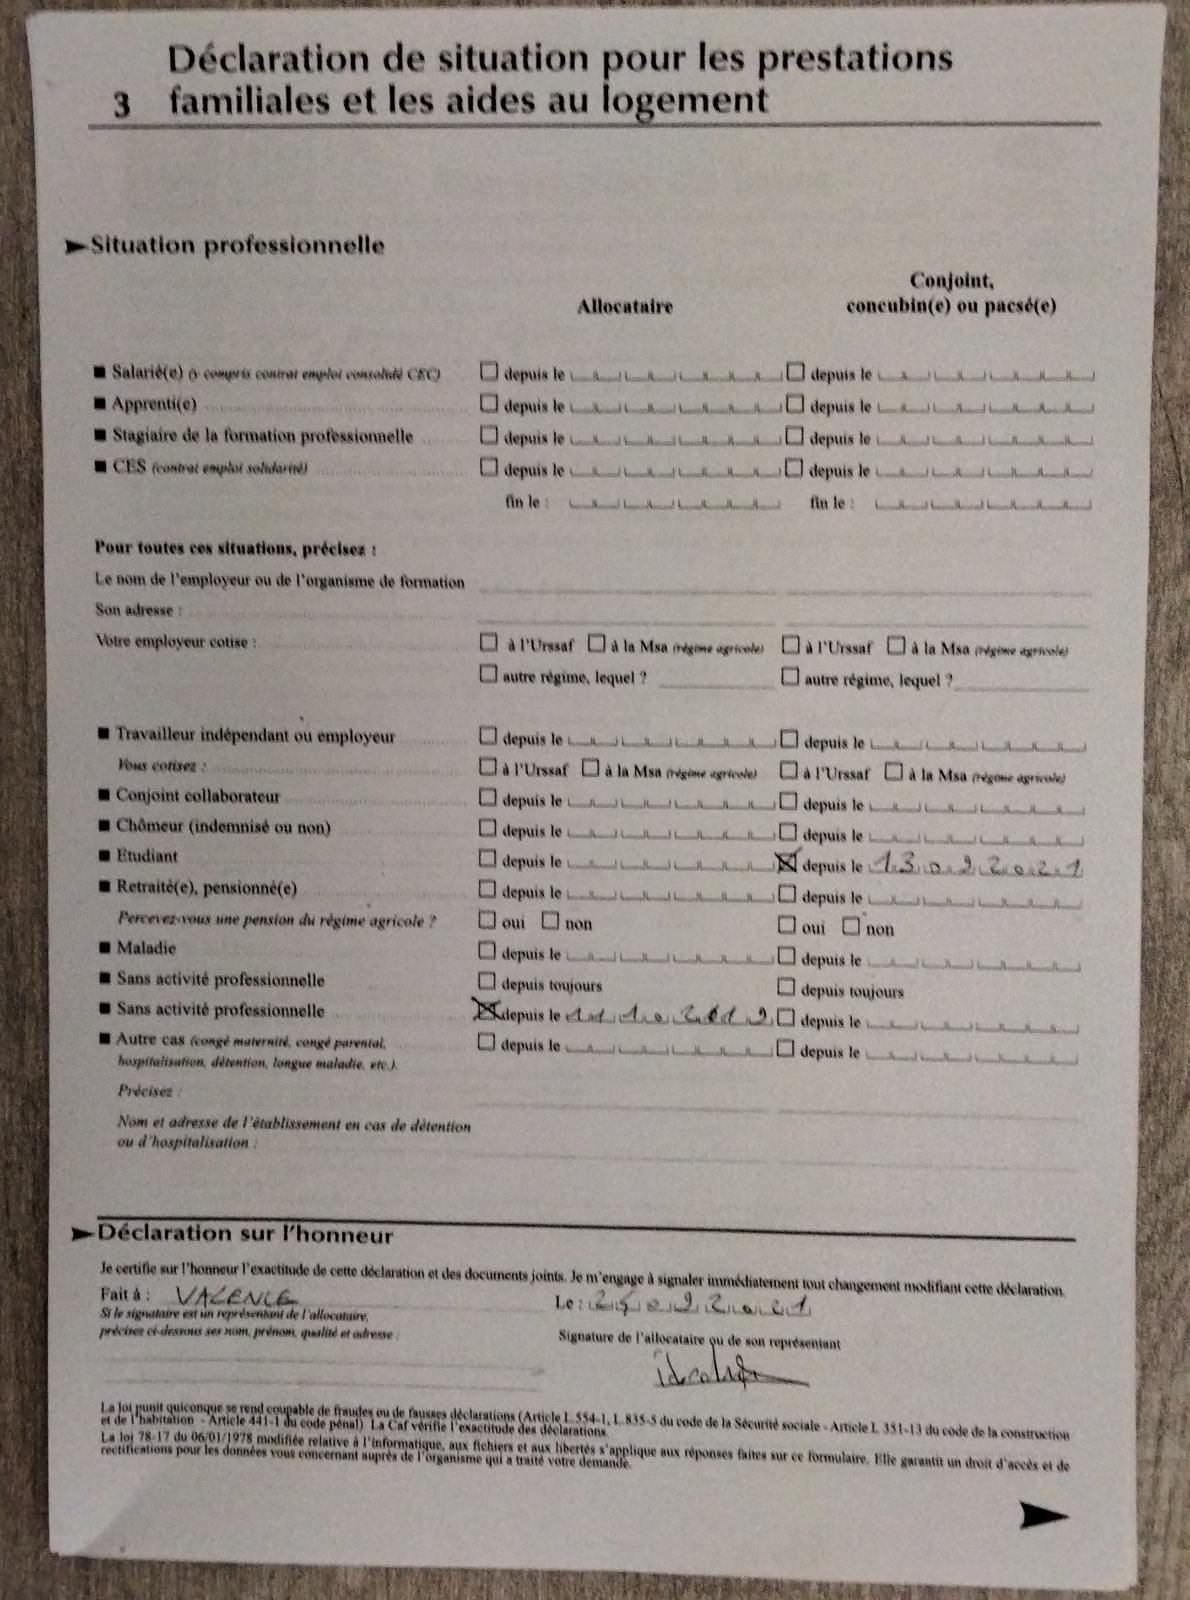 Déclaration de situation pour les prestations
3 familiales et les aides au logement
Situation professionnelle
Allocataire
Conjoint,
concubin(e) ou pacsé(e)
Salarié(e) (y compris contrat emploi consolidé CEC) depuis le depuis le
Apprenti(e) depuis le depuis le
Stagiaire de la formation professionnelle depuis le depuis le
CES (contrat emploi solidarité) depuis le depuis le
fin le : fin le :
Pour toutes ces situations, précisez :
Le nom de l'employeur ou de l'organisme de formation
Son adresse :
Votre employeur cotise : à l'Urssaf à la Msa (régime agricole) à l'Urssaf à la Msa (régime agricole)
autre régime, lequel ? autre régime, lequel ?
Travailleur indépendant ou employeur depuis le depuis le
Vous cotisez : à l'Urssaf à la Msa (régime agricole) à l'Urssaf à la Msa (régime agricole)
Conjoint collaborateur depuis le depuis le
Chômeur (indemnisé ou non) depuis le depuis le
Etudiant depuis le depuis le 13022021
Retraité(e), pensionné(e) depuis le depuis le
Percevez-vous une pension du régime agricole ? oui non oui non
Maladie depuis le depuis le
Sans activité professionnelle depuis toujours depuis toujours
Sans activité professionnelle depuis le depuis le
Autre cas (congé maternité, congé parental, depuis le depuis le
hospitalisation, détention, longue maladie, etc.).
Précisez :
Nom et adresse de l'établissement en cas de détention
ou d'hospitalisation :
Déclaration sur l'honneur
Je certifie sur l'honneur l'exactitude de cette déclaration et des documents joints. Je m'engage à signaler immédiatement tout changement modifiant cette déclaration.
Fait à : VALENCE Le : 25022021
Si le signataire est un représentant de l'allocataire,
précisez ci-dessous ses nom, prénom, qualité et adresse :
Signature de l'allocataire ou de son représentant
La loi punit quiconque se rend coupable de fraudes ou de fausses déclarations (Article L.554-1, L.835-5 du code de la Sécurité sociale - Article L 351-13 du code de la construction
et de l'habitation - Article 441-1 du code pénal). La Caf vérifie l'exactitude des déclarations.
La loi 78-17 du 06/01/1978 modifiée relative à l'informatique, aux fichiers et aux libertés s'applique aux réponses faites sur ce formulaire. Elle garantit un droit d'accès et de
rectifications pour les données vous concernant auprès de l'organisme qui a traité votre demande.